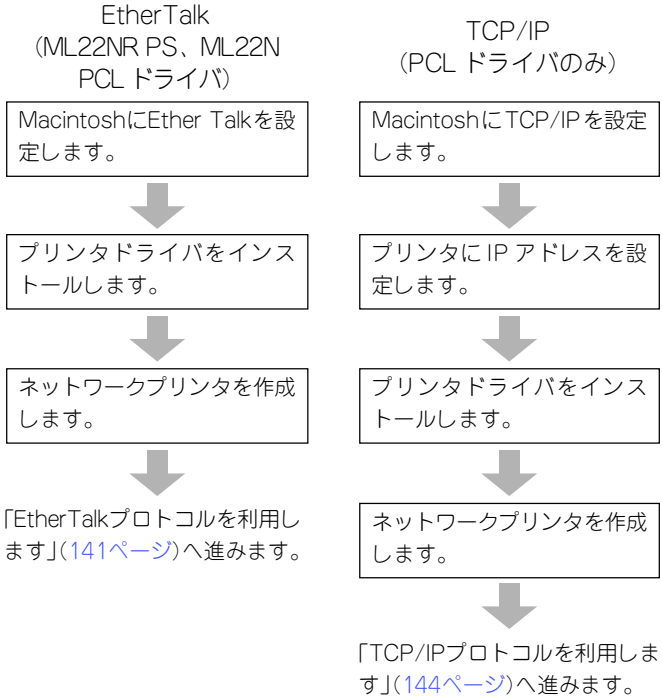 EtherTalk
（ML22NR PS、ML22N
PCL ドライバ）
MacintoshにEther Talkを設
定します。
プリンタドライバをインス
トールします。
ネットワークプリンタを作成
します。
「EtherTalkプロトコルを利用し
ます」（141ページ）へ進みます。
TCP/IP
（PCL ドライバのみ）
MacintoshにTCP/IPを設定
します。
プリンタに IP アドレスを設
定します。
プリンタドライバをインス
トールします。
ネットワークプリンタを作成
します。
「TCP/IPプロトコルを利用しま
す」（144ページ）へ進みます。